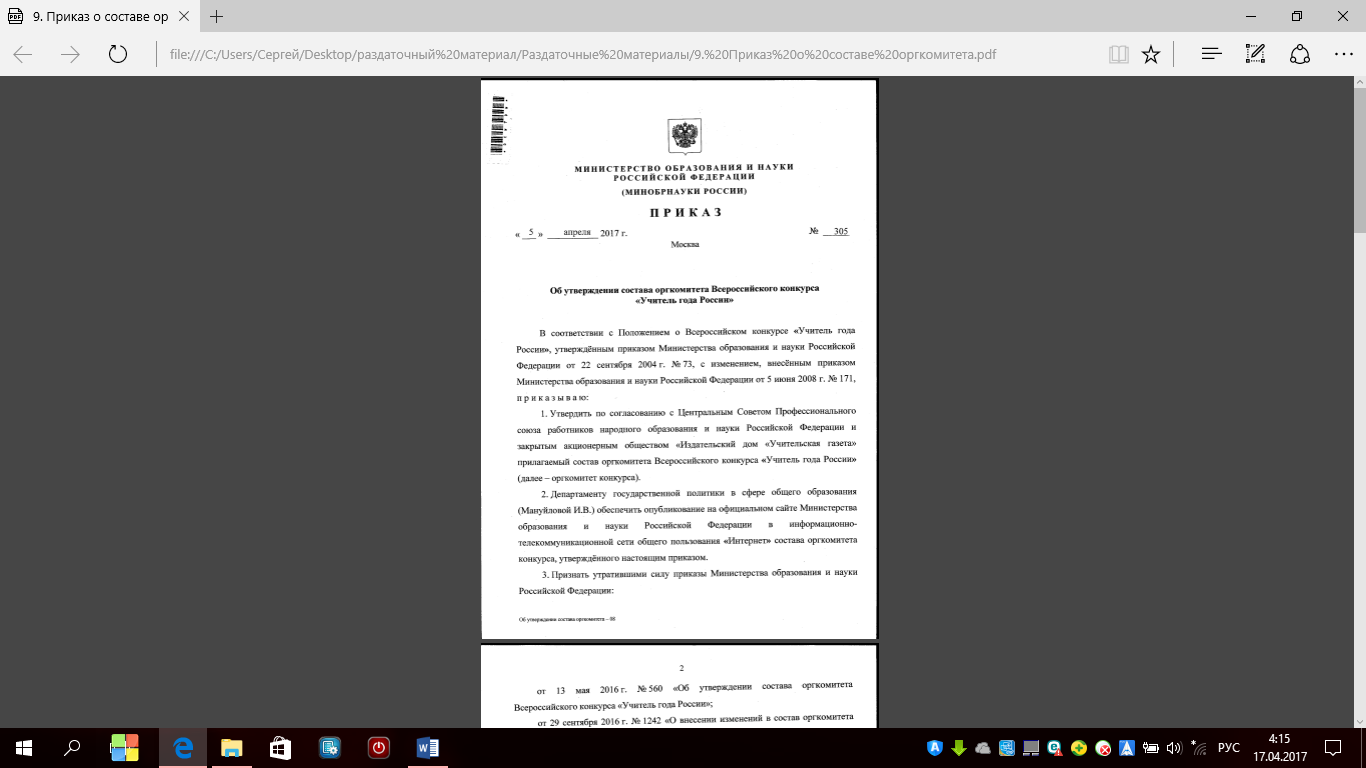 9. Приказ о составе ор
file:///C:/Users/Сергей/Desktop/раздаточный%20материал/Раздаточные%20материалы/9.%20Приказ%20о%20составе%20оргкомитета.pdf
МИНИСТЕРСТВО ОБРАЗОВАНИЯ И НАУКИ
РОССИЙСКОЙ ФЕДЕРАЦИИ
(МИНОБРНАУКИ РОССИИ)
ПРИКАЗ
« 5 » апреля 2017 г. № 305
Москва
Об утверждении состава оргкомитета Всероссийского конкурса
«Учитель года России»
В соответствии с Положением о Всероссийском конкурсе «Учитель года
России», утверждённым приказом Министерства образования и науки Российской
Федерации от 22 сентября 2004 г. № 73, с изменением, внесённым приказом
Министерства образования и науки Российской Федерации от 5 июня 2008 г. № 171,
п р и к а з ы в а ю:
1. Утвердить по согласованию с Центральным Советом Профессионального
союза работников народного образования и науки Российской Федерации и
закрытым акционерным обществом «Издательский дом «Учительская газета»
прилагаемый состав оргкомитета Всероссийского конкурса «Учитель года России»
(далее – оргкомитет конкурса).
2. Департаменту государственной политики в сфере общего образования
(Мануйловой И.В.) обеспечить опубликование на официальном сайте Министерства
образования и науки Российской Федерации в информационно-
телекоммуникационной сети общего пользования «Интернет» состава оргкомитета
конкурса, утверждённого настоящим приказом.
3. Признать утратившими силу приказы Министерства образования и науки
Российской Федерации:
Об утверждении состава оргкомитета – 08
2
от 13 мая 2016 г. № 560 «Об утверждении состава оргкомитета
Всероссийского конкурса «Учитель года России»;
от 29 сентября 2016 г. № 1242 «О внесении изменений в состав оргкомитета
РУС
4:15
17.04.2017